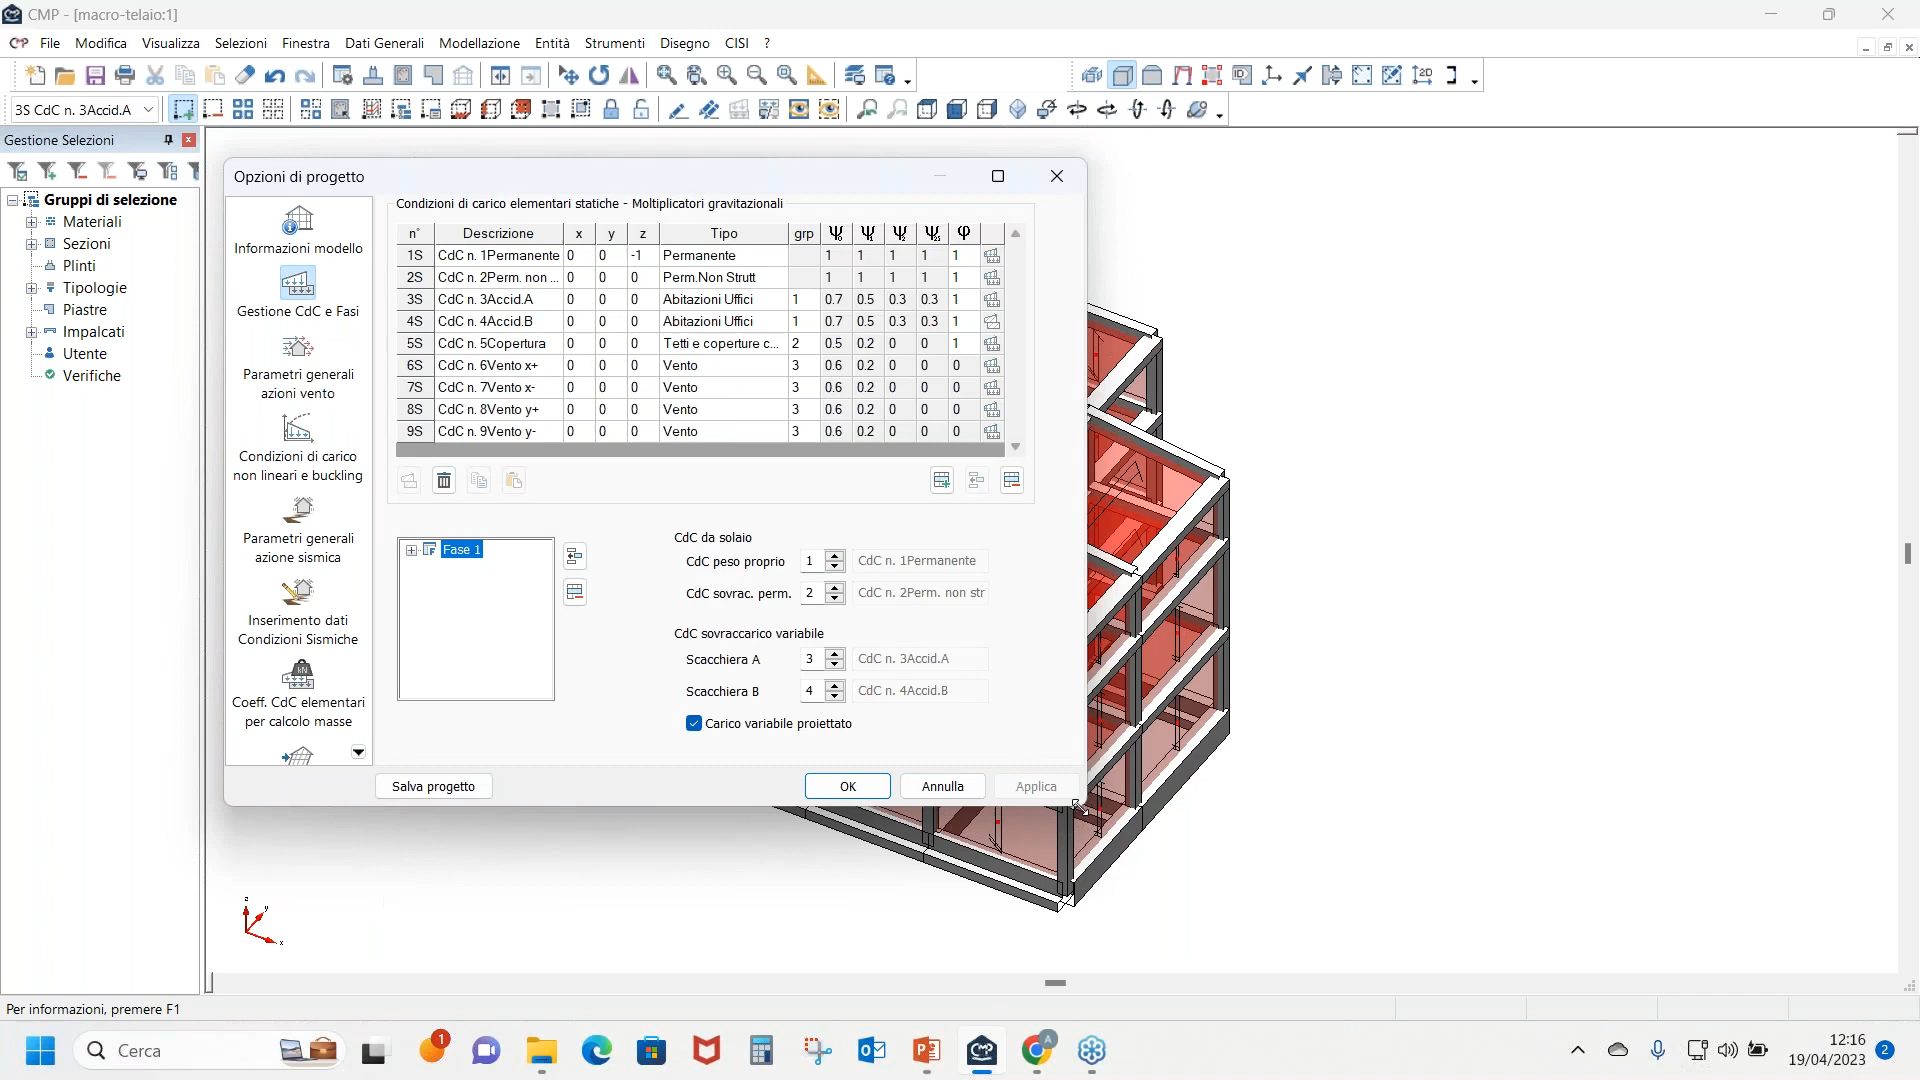 CMP - [macro-telaio:1]
File Modifica Visualizza Selezioni Finestra Dati Generali Modellazione Entità Strumenti Disegno CISI ?
3S CdC n. 3Accid.A
Gestione Selezioni
Gruppi di selezione
Materiali
Sezioni
Plinti
Tipologie
Piastre
Impalcati
Utente
Verifiche
Opzioni di progetto
Informazioni modello
Gestione CdC e Fasi
Parametri generali
azioni vento
Condizioni di carico
non lineari e buckling
Parametri generali
azione sismica
Inserimento dati
Condizioni Sismiche
Coeff. CdC elementari
per calcolo masse
Condizioni di carico elementari statiche - Moltiplicatori gravitazionali
n° Descrizione x y z Tipo grp Ψ0 Ψ1 Ψ2 Ψ2S φ
1S CdC n. 1Permanente 0 0 -1 Permanente 1 1 1 1 1
2S CdC n. 2Perm. non ... 0 0 0 Perm.Non Strutt 1 1 1 1 1
3S CdC n. 3Accid.A 0 0 0 Abitazioni Uffici 1 0.7 0.5 0.3 0.3 1
4S CdC n. 4Accid.B 0 0 0 Abitazioni Uffici 1 0.7 0.5 0.3 0.3 1
5S CdC n. 5Copertura 0 0 0 Tetti e coperture c... 2 0.5 0.2 0 0 1
6S CdC n. 6Vento x+ 0 0 0 Vento 3 0.6 0.2 0 0 0
7S CdC n. 7Vento x- 0 0 0 Vento 3 0.6 0.2 0 0 0
8S CdC n. 8Vento y+ 0 0 0 Vento 3 0.6 0.2 0 0 0
9S CdC n. 9Vento y- 0 0 0 Vento 3 0.6 0.2 0 0 0
Fase 1
CdC da solaio
CdC peso proprio 1 CdC n. 1Permanente
CdC sovrac. perm. 2 CdC n. 2Perm. non str
CdC sovraccarico variabile
Scacchiera A 3 CdC n. 3Accid.A
Scacchiera B 4 CdC n. 4Accid.B
Carico variabile proiettato
Salva progetto OK Annulla Applica
z
y
x
Per informazioni, premere F1
Cerca
1
A
12:16
19/04/2023
2